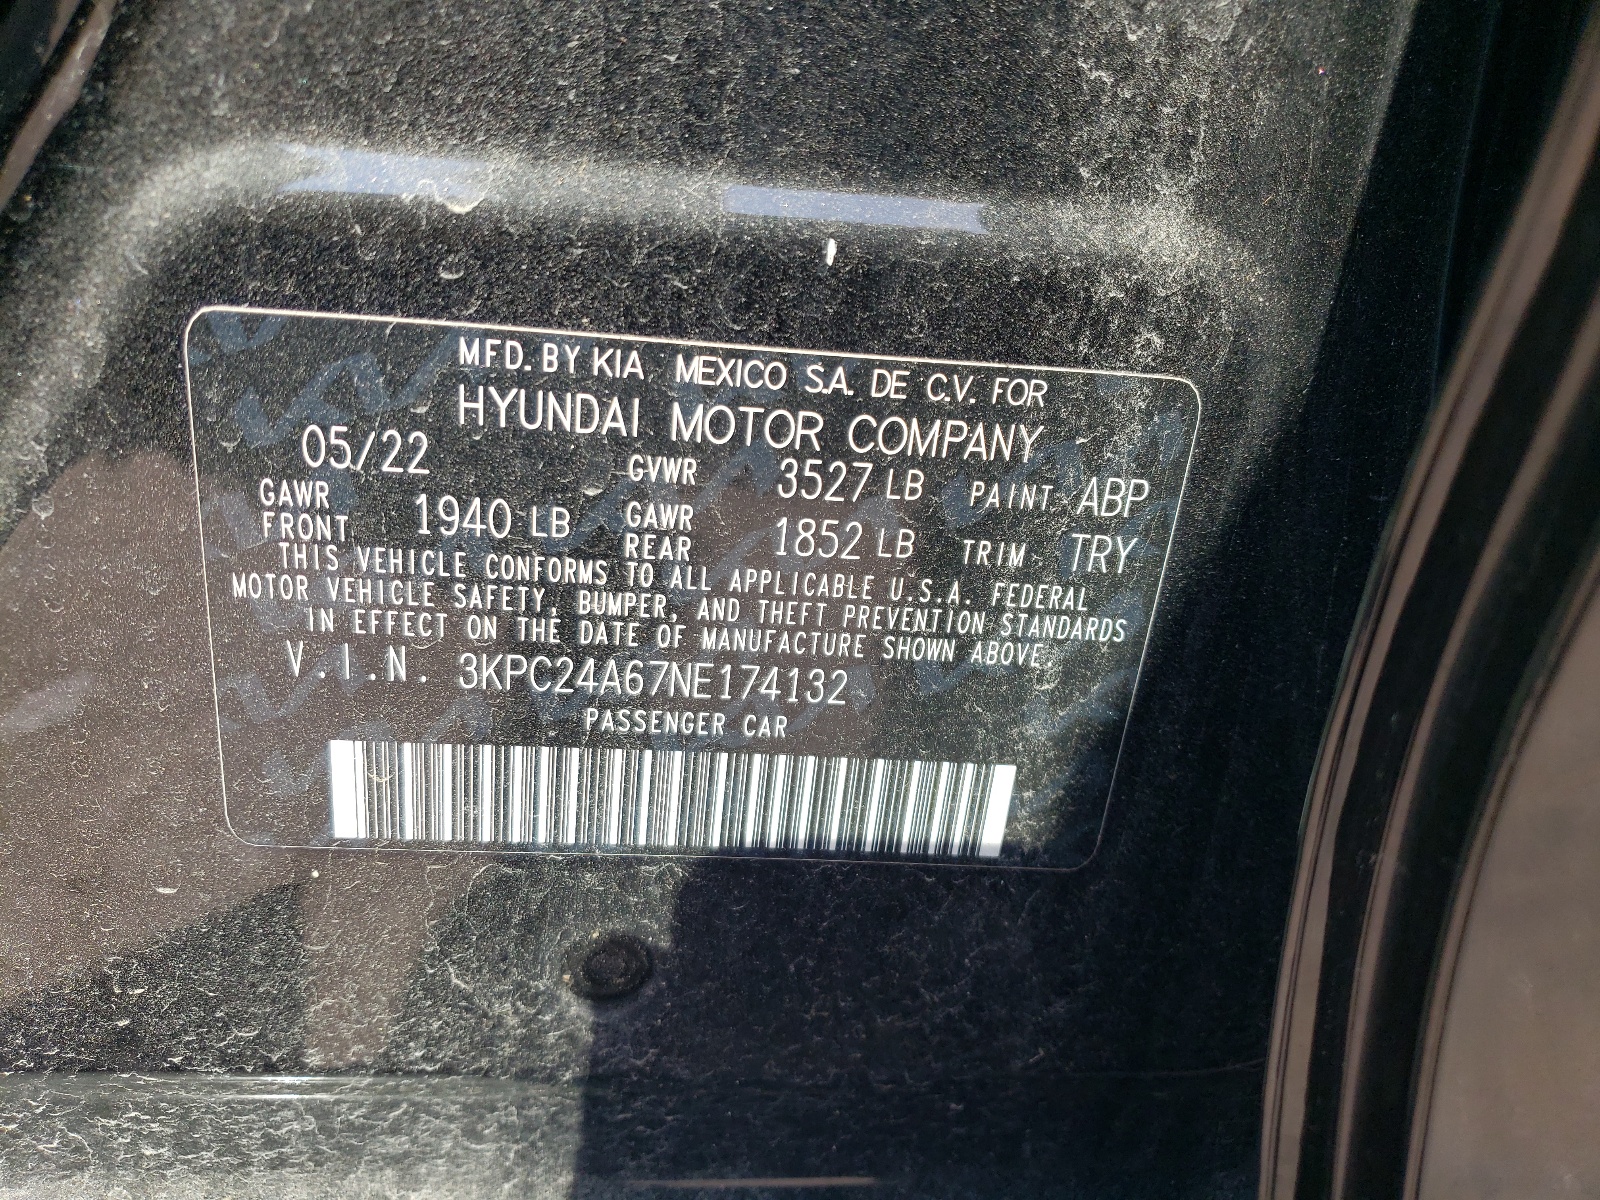 MFD. BY KIA MEXICO S.A. DE C.V. FOR
HYUNDAI MOTOR COMPANY
05/22 GVWR 3527 LB PAINT ABP
GAWR FRONT 1940 LB GAWR REAR 1852 LB TRIM TRY
THIS VEHICLE CONFORMS TO ALL APPLICABLE U.S.A. FEDERAL
MOTOR VEHICLE SAFETY, BUMPER, AND THEFT PREVENTION STANDARDS
IN EFFECT ON THE DATE OF MANUFACTURE SHOWN ABOVE.
V.I.N. 3KPC24A67NE174132
PASSENGER CAR